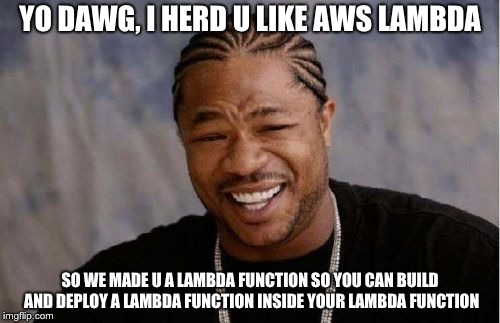 YO DAWG, I HERD U LIKE AWS LAMBDA
SO WE MADE U A LAMBDA FUNCTION SO YOU CAN BUILD
AND DEPLOY A LAMBDA FUNCTION INSIDE YOUR LAMBDA FUNCTION
imgflip.com